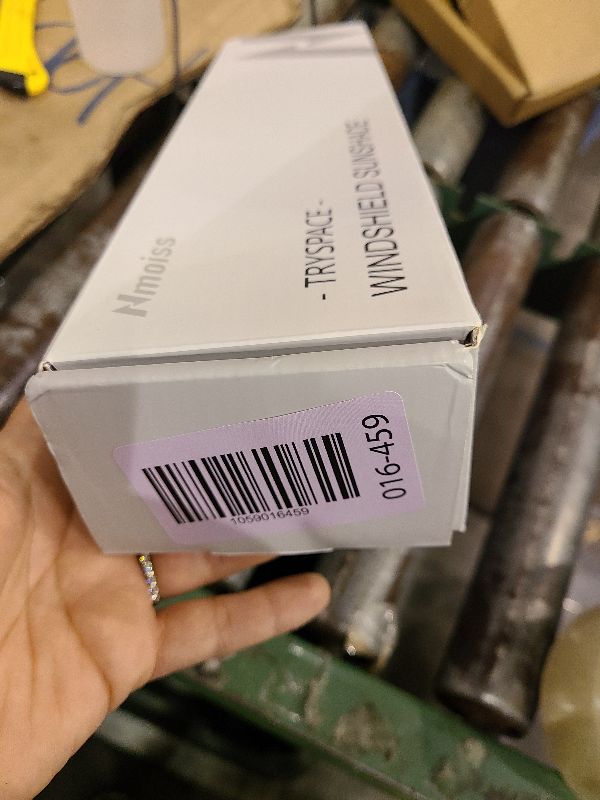 Nmoiss
- TRYSPACE -
WINDSHIELD SUNSHADE
1059016459
016-459